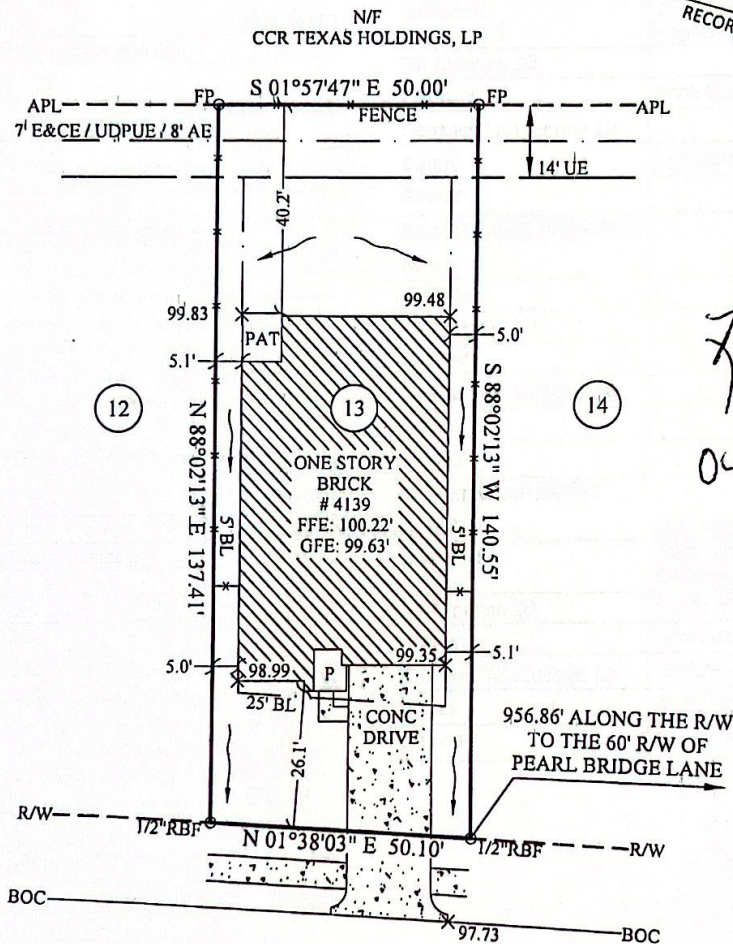 N/F
CCR TEXAS HOLDINGS, LP
RECOR
S 01°57'47" E 50.00'
FP
FP
APL
APL
FENCE
7' E&CE / UDPUE / 8' AE
14' UE
40.2'
99.83
99.48
PAT
5.0'
5.1'
12
13
14
N 88°02'13" E 137.41'
S 88°02'13" W 140.55'
ONE STORY
BRICK
# 4139
FFE: 100.22'
GFE: 99.63'
5' BL
5' BL
5.0'
98.99
P
99.35
5.1'
25' BL
CONC
DRIVE
26.1'
956.86' ALONG THE R/W
TO THE 60' R/W OF
PEARL BRIDGE LANE
R/W
1/2"RBF
N 01°38'03" E 50.10'
1/2"RBF
R/W
BOC
97.73
BOC